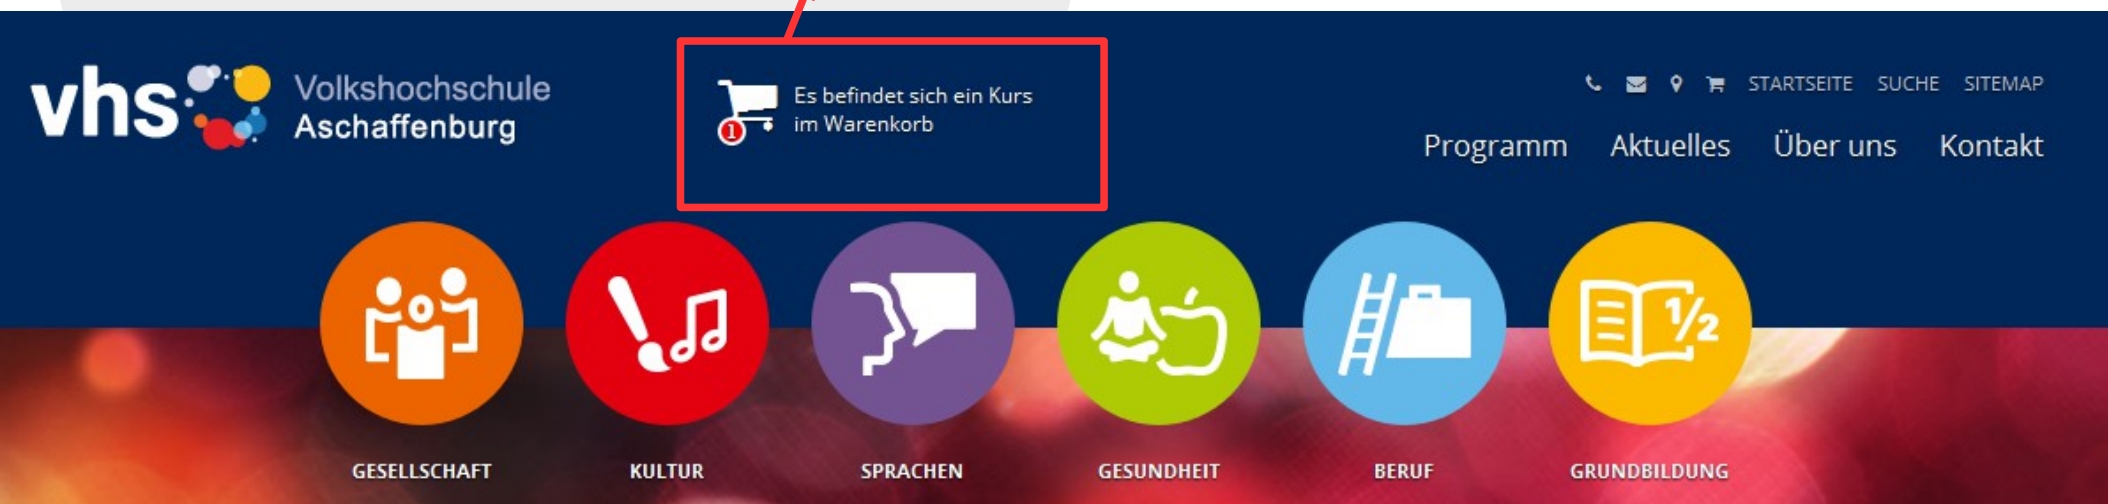 vhs
Volkshochschule
Aschaffenburg
1
Es befindet sich ein Kurs
im Warenkorb
STARTSEITE SUCHE SITEMAP
Programm Aktuelles Über uns Kontakt
1/2
GESELLSCHAFT KULTUR SPRACHEN GESUNDHEIT BERUF GRUNDBILDUNG